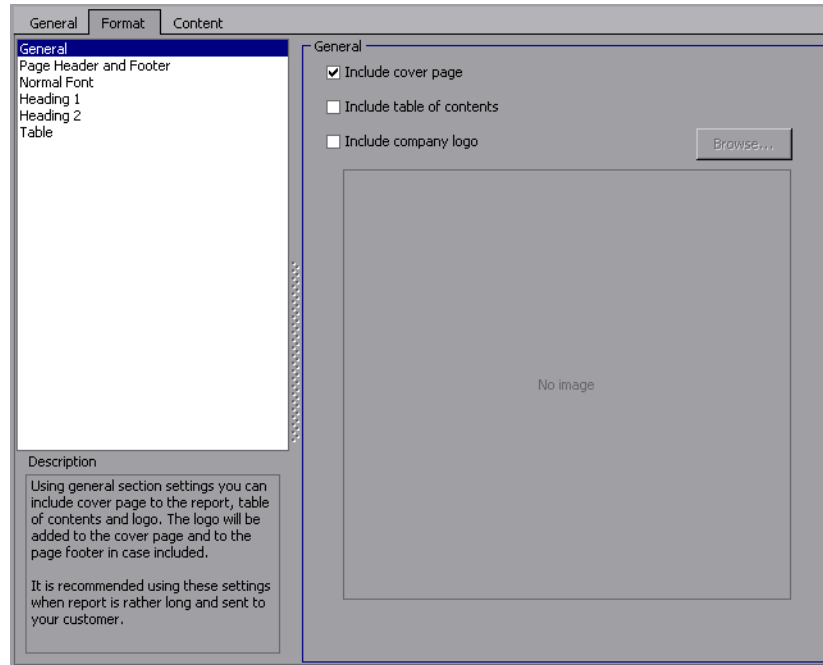 General Format Content
General
Page Header and Footer
Normal Font
Heading 1
Heading 2
Table
Description
Using general section settings you can
include cover page to the report, table
of contents and logo. The logo will be
added to the cover page and to the
page footer in case included.
It is recommended using these settings
when report is rather long and sent to
your customer.
General
Include cover page
Include table of contents
Include company logo Browse...
No image